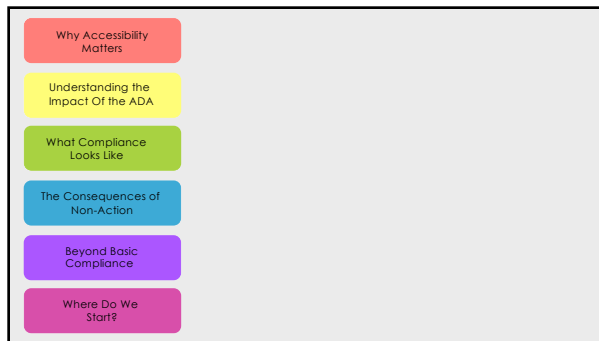 Why Accessibility
Matters
Understanding the
Impact Of the ADA
What Compliance
Looks Like
The Consequences of
Non-Action
Beyond Basic
Compliance
Where Do We
Start?